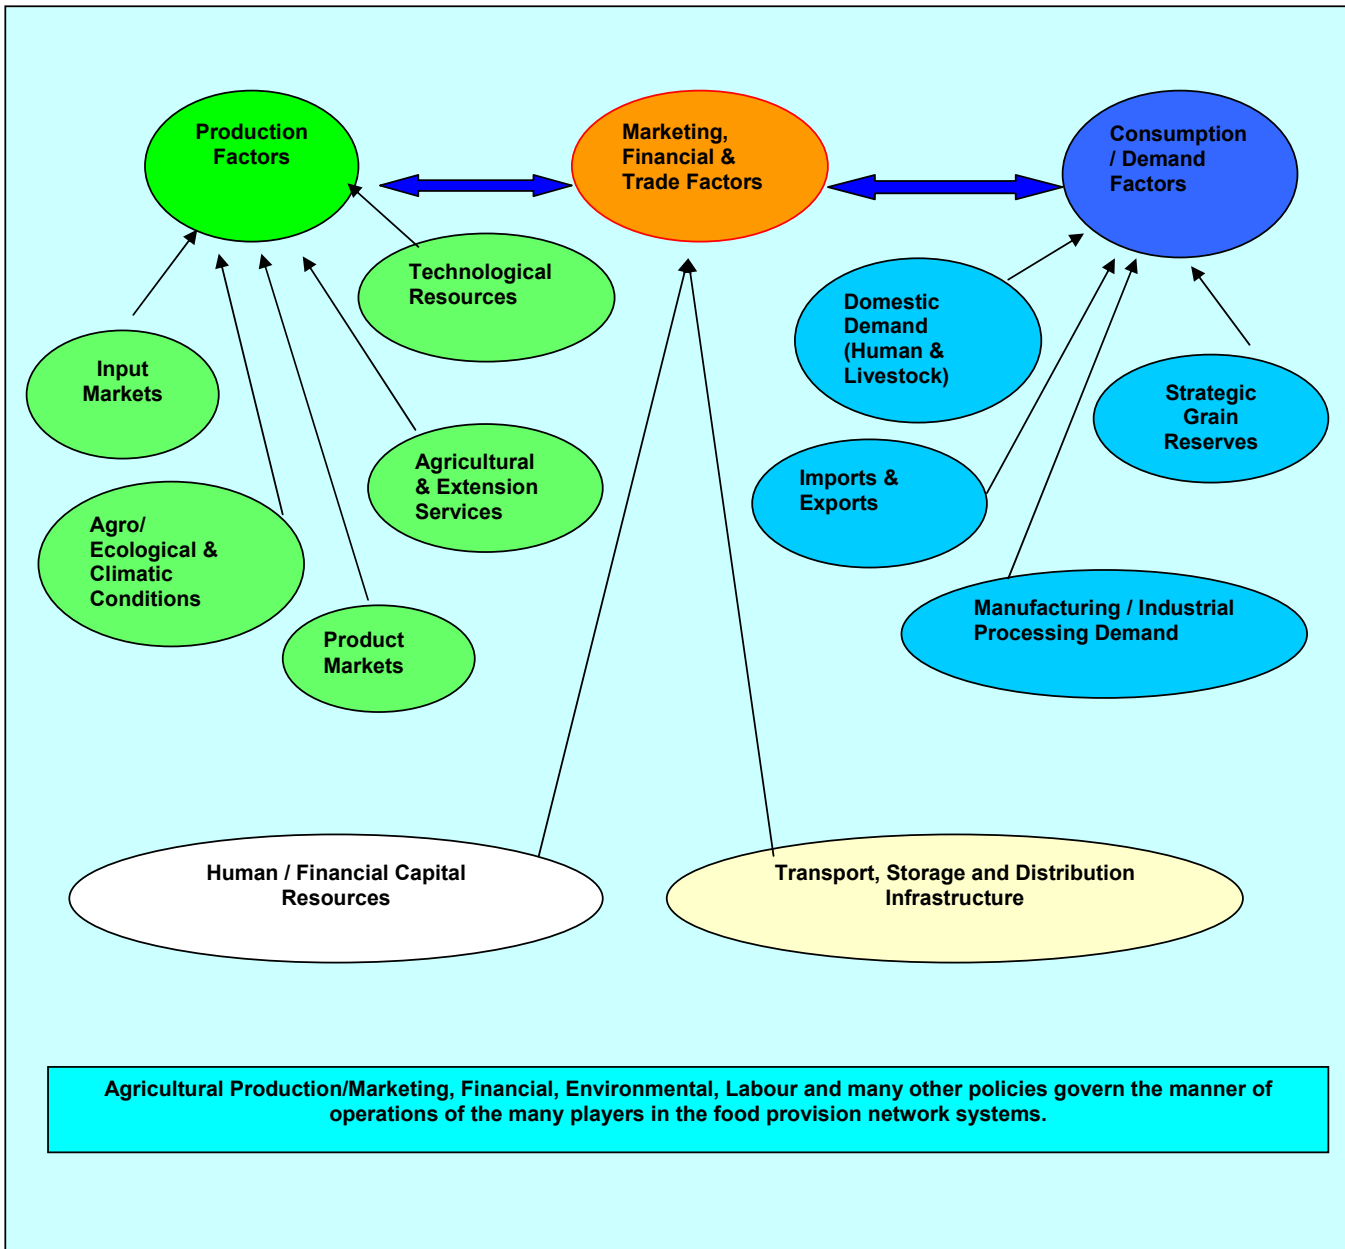 Production
Factors
Marketing,
Financial &
Trade Factors
Consumption
/ Demand
Factors
Technological
Resources
Domestic
Demand
(Human &
Livestock)
Input
Markets
Strategic
Grain
Reserves
Agricultural
& Extension
Services
Imports &
Exports
Agro/
Ecological &
Climatic
Conditions
Product
Markets
Manufacturing / Industrial
Processing Demand
Human / Financial Capital
Resources
Transport, Storage and Distribution
Infrastructure
Agricultural Production/Marketing, Financial, Environmental, Labour and many other policies govern the manner of
operations of the many players in the food provision network systems.